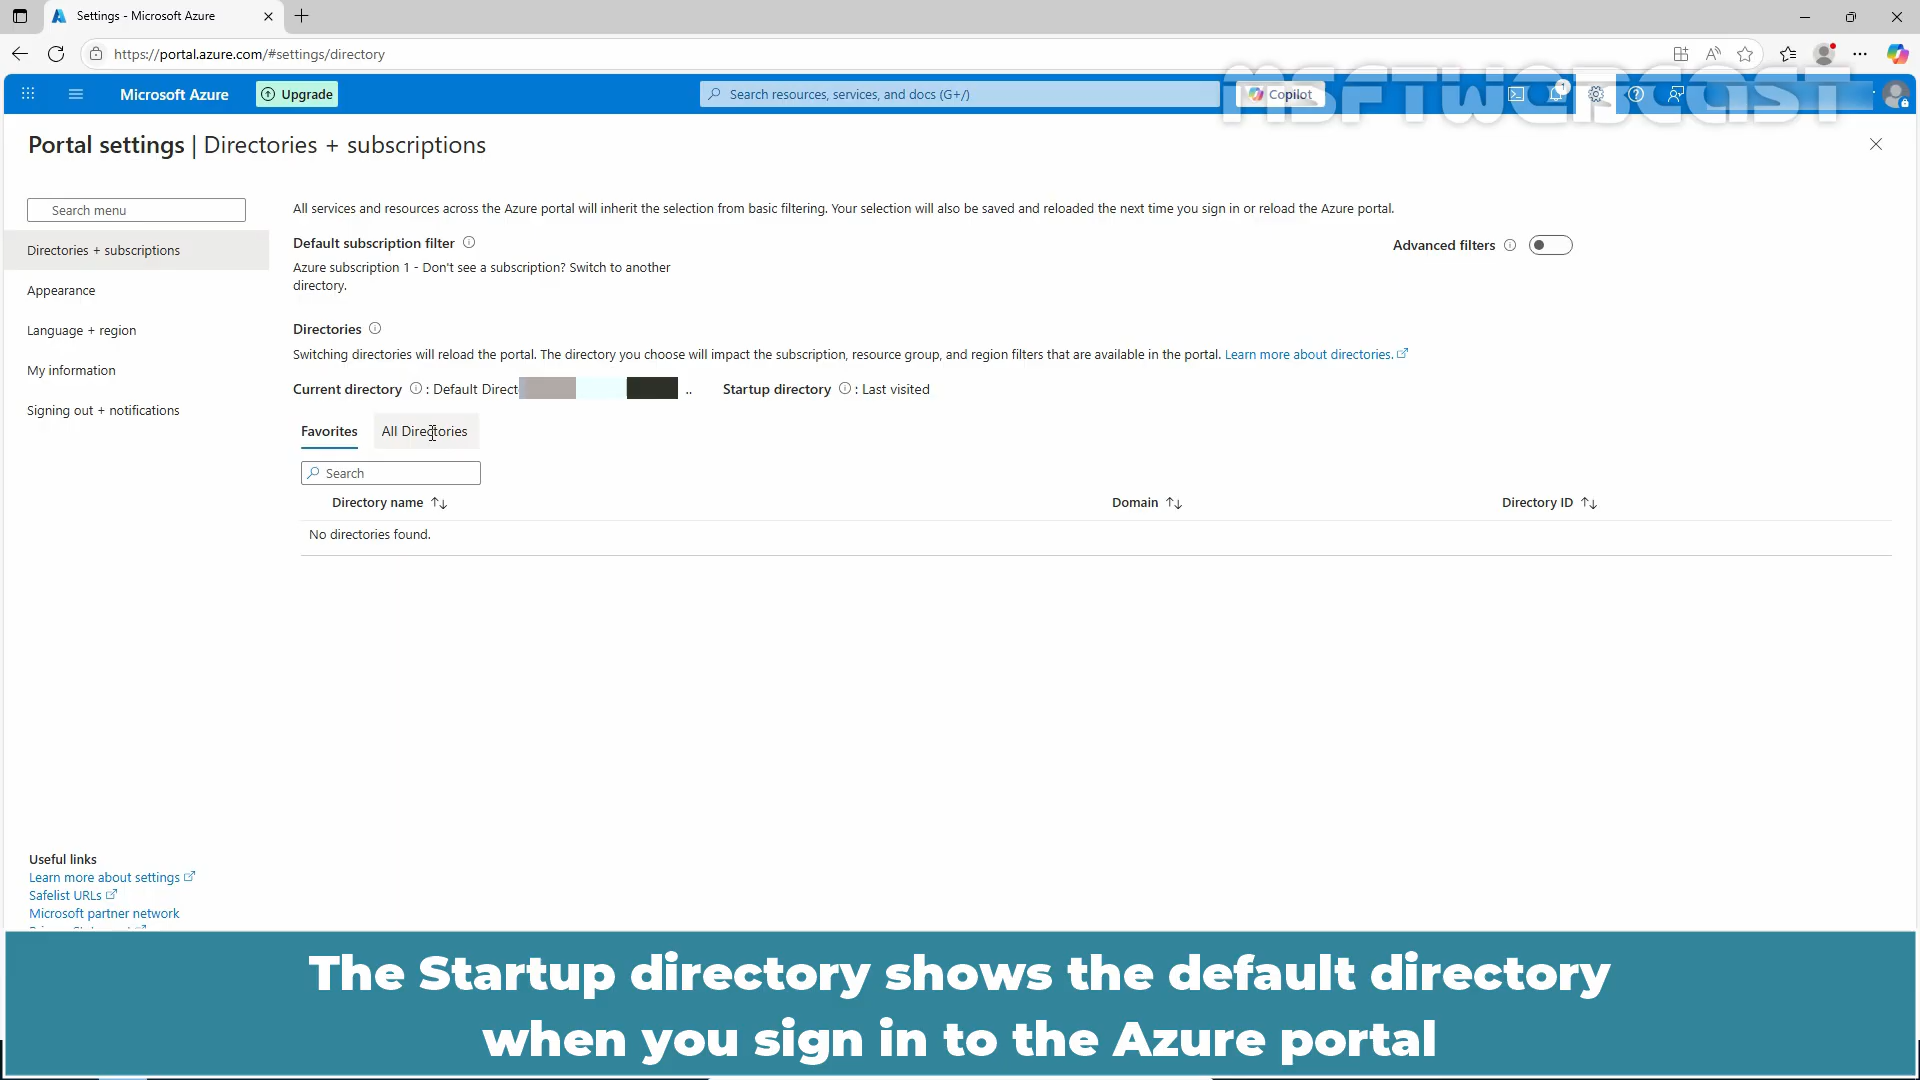 Settings - Microsoft Azure
https://portal.azure.com/#settings/directory
Microsoft Azure
Upgrade
Search resources, services, and docs (G+/)
Copilot
1
MSFTWEBCAST
Portal settings | Directories + subscriptions
Search menu
Directories + subscriptions
Appearance
Language + region
My information
Signing out + notifications
All services and resources across the Azure portal will inherit the selection from basic filtering. Your selection will also be saved and reloaded the next time you sign in or reload the Azure portal.
Default subscription filter
Advanced filters
Azure subscription 1 - Don't see a subscription? Switch to another
directory.
Directories
Switching directories will reload the portal. The directory you choose will impact the subscription, resource group, and region filters that are available in the portal. Learn more about directories.
Current directory : Default Direct .. Startup directory : Last visited
Favorites All Directories
Search
Directory name Domain Directory ID
No directories found.
Useful links
Learn more about settings
Safelist URLs
Microsoft partner network
The Startup directory shows the default directory
when you sign in to the Azure portal